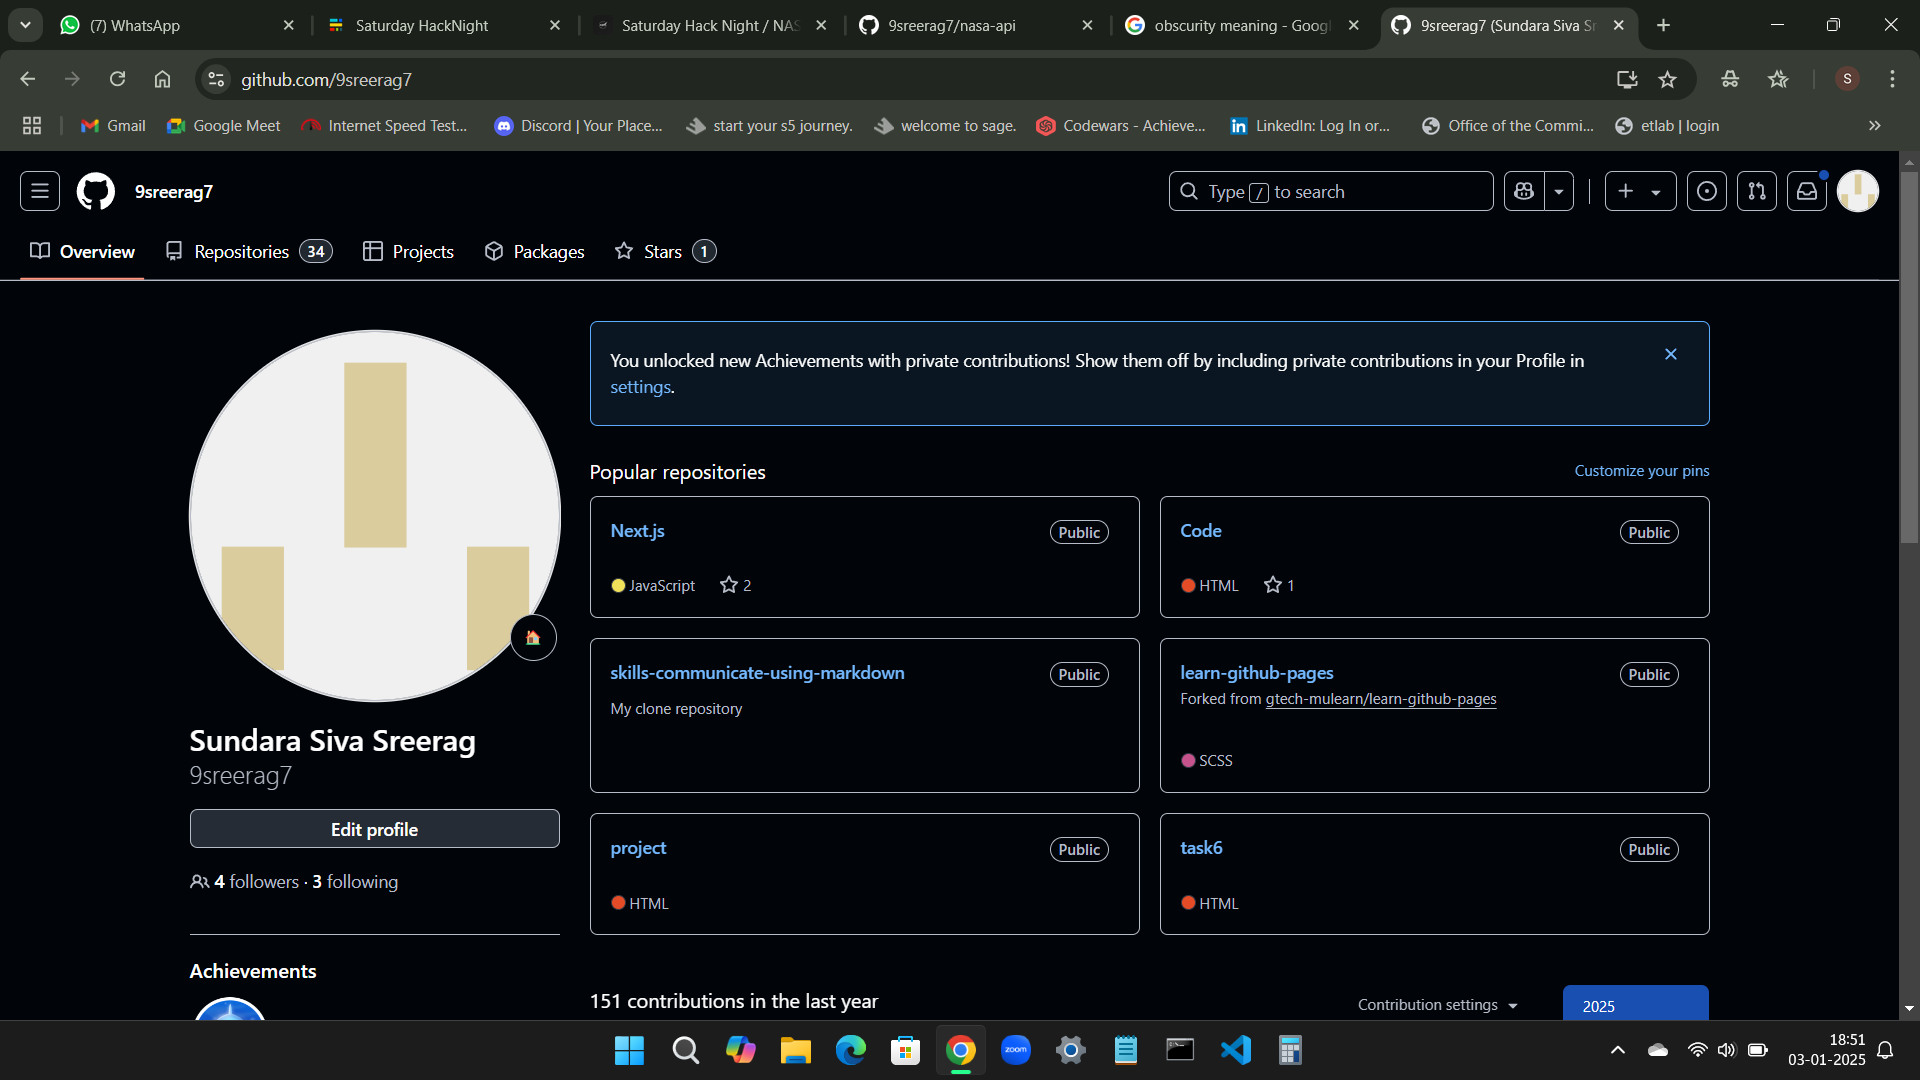 (7) WhatsApp
Saturday HackNight
Saturday Hack Night / NAS
9sreerag7/nasa-api
obscurity meaning - Googl
9sreerag7 (Sundara Siva Sr
github.com/9sreerag7
S
Gmail
Google Meet
Internet Speed Test...
Discord | Your Place...
start your s5 journey.
welcome to sage.
Codewars - Achieve...
LinkedIn: Log In or...
Office of the Commi...
etlab | login
9sreerag7
Type / to search
Overview
Repositories 34
Projects
Packages
Stars 1
You unlocked new Achievements with private contributions! Show them off by including private contributions in your Profile in
settings.
Popular repositories
Customize your pins
Next.js
Public
JavaScript
2
Code
Public
HTML
1
skills-communicate-using-markdown
Public
My clone repository
learn-github-pages
Public
Forked from gtech-mulearn/learn-github-pages
SCSS
project
Public
HTML
task6
Public
HTML
Sundara Siva Sreerag
9sreerag7
Edit profile
4 followers · 3 following
Achievements
151 contributions in the last year
Contribution settings
2025
zoom
18:51
03-01-2025